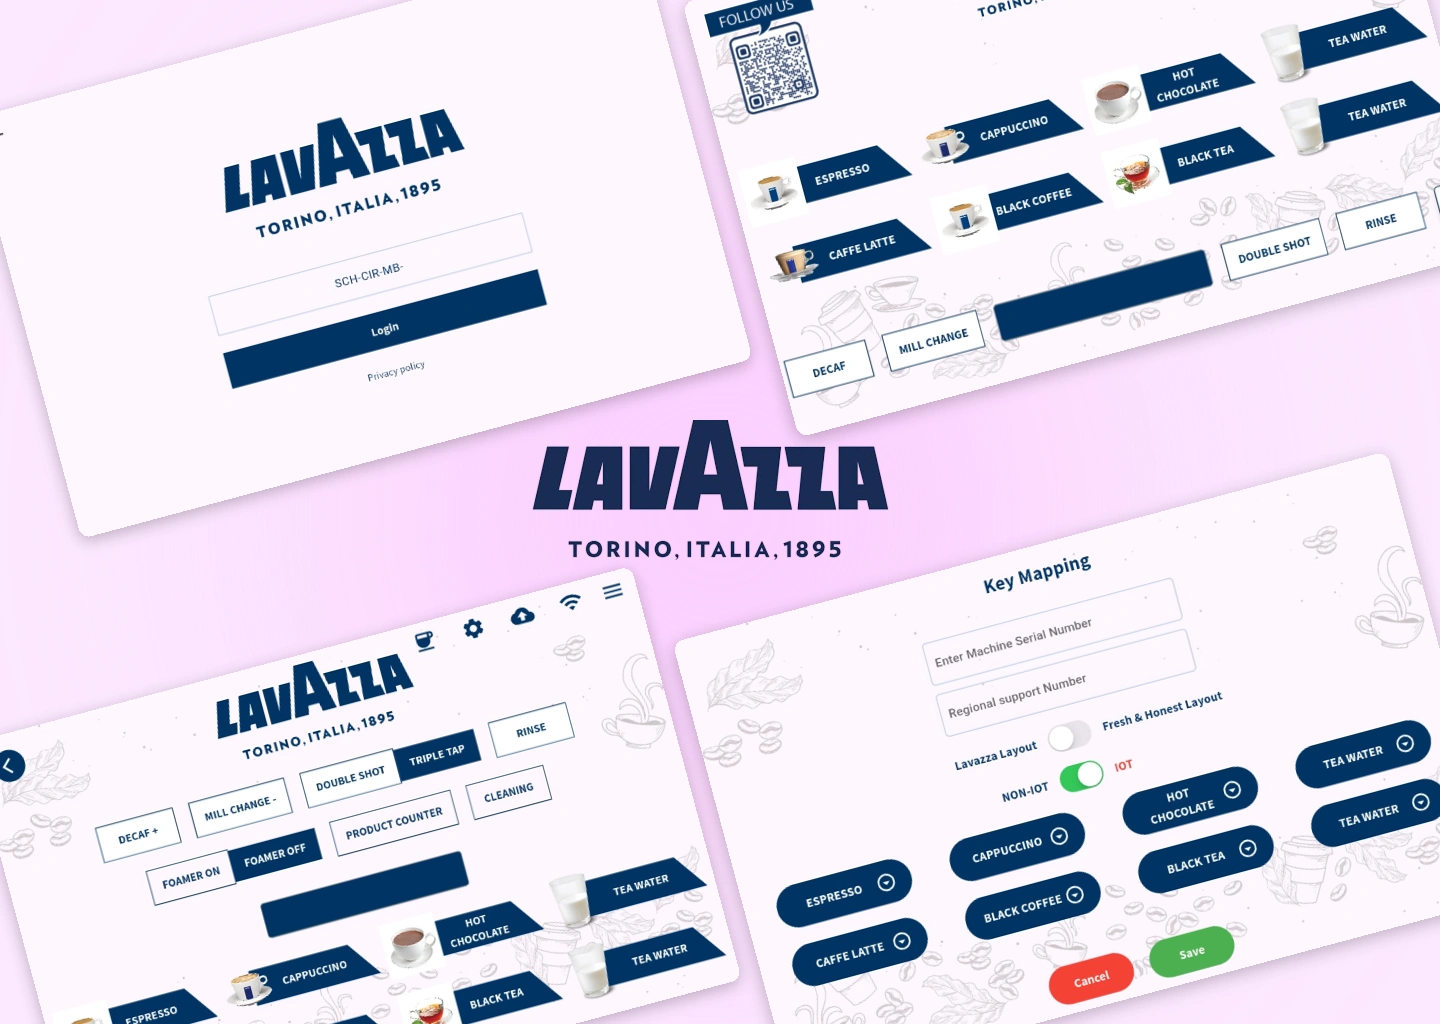 LAVAZZA
TORINO, ITALIA, 1895
SCH-CIR-MB-
Login
Privacy policy
FOLLOW US
TORINO,
ESPRESSO
CAPPUCCINO
HOT
CHOCOLATE
TEA WATER
CAFFE LATTE
BLACK COFFEE
BLACK TEA
TEA WATER
DECAF
MILL CHANGE
DOUBLE SHOT
RINSE
LAVAZZA
TORINO, ITALIA, 1895
LAVAZZA
TORINO, ITALIA, 1895
DECAF +
MILL CHANGE -
DOUBLE SHOT
TRIPLE TAP
RINSE
FOAMER ON
FOAMER OFF
PRODUCT COUNTER
CLEANING
ESPRESSO
CAPPUCCINO
HOT
CHOCOLATE
TEA WATER
BLACK TEA
TEA WATER
Key Mapping
Enter Machine Serial Number
Regional support Number
Lavazza Layout
Fresh & Honest Layout
NON-IOT
IOT
ESPRESSO
CAPPUCCINO
HOT
CHOCOLATE
TEA WATER
CAFFE LATTE
BLACK COFFEE
BLACK TEA
TEA WATER
Cancel
Save